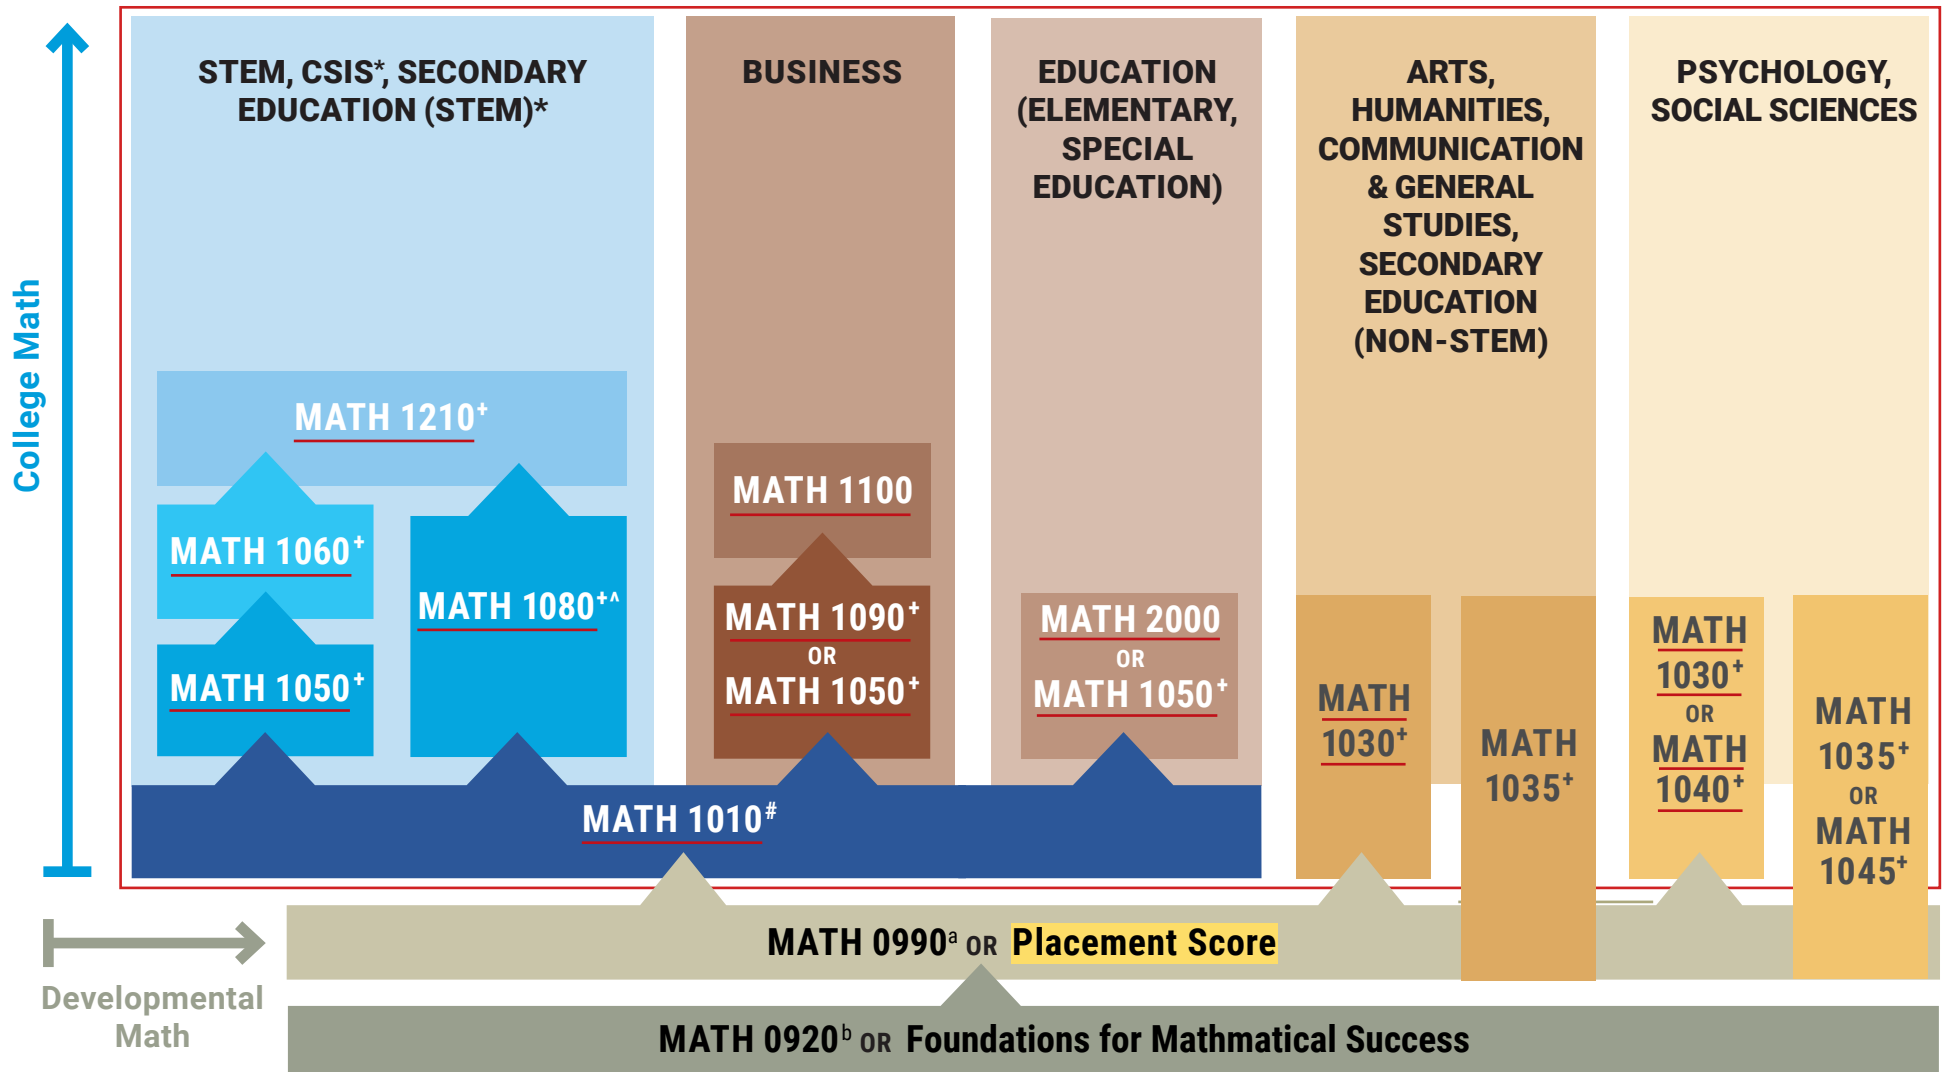 College Math
STEM, CSIS*, SECONDARY
EDUCATION (STEM)*
MATH 1210⁺
MATH 1060⁺
MATH 1050⁺
MATH 1080⁺^
BUSINESS
MATH 1100
MATH 1090⁺
OR
MATH 1050⁺
EDUCATION
(ELEMENTARY,
SPECIAL
EDUCATION)
MATH 2000
OR
MATH 1050⁺
MATH 1010#
ARTS,
HUMANITIES,
COMMUNICATION
& GENERAL
STUDIES,
SECONDARY
EDUCATION
(NON-STEM)
MATH
1030⁺
MATH
1035⁺
PSYCHOLOGY,
SOCIAL SCIENCES
MATH
1030⁺
OR
MATH
1040⁺
MATH
1035⁺
OR
MATH
1045⁺
Developmental
Math
MATH 0990ᵃ OR Placement Score
MATH 0920ᵇ OR Foundations for Mathmatical Success